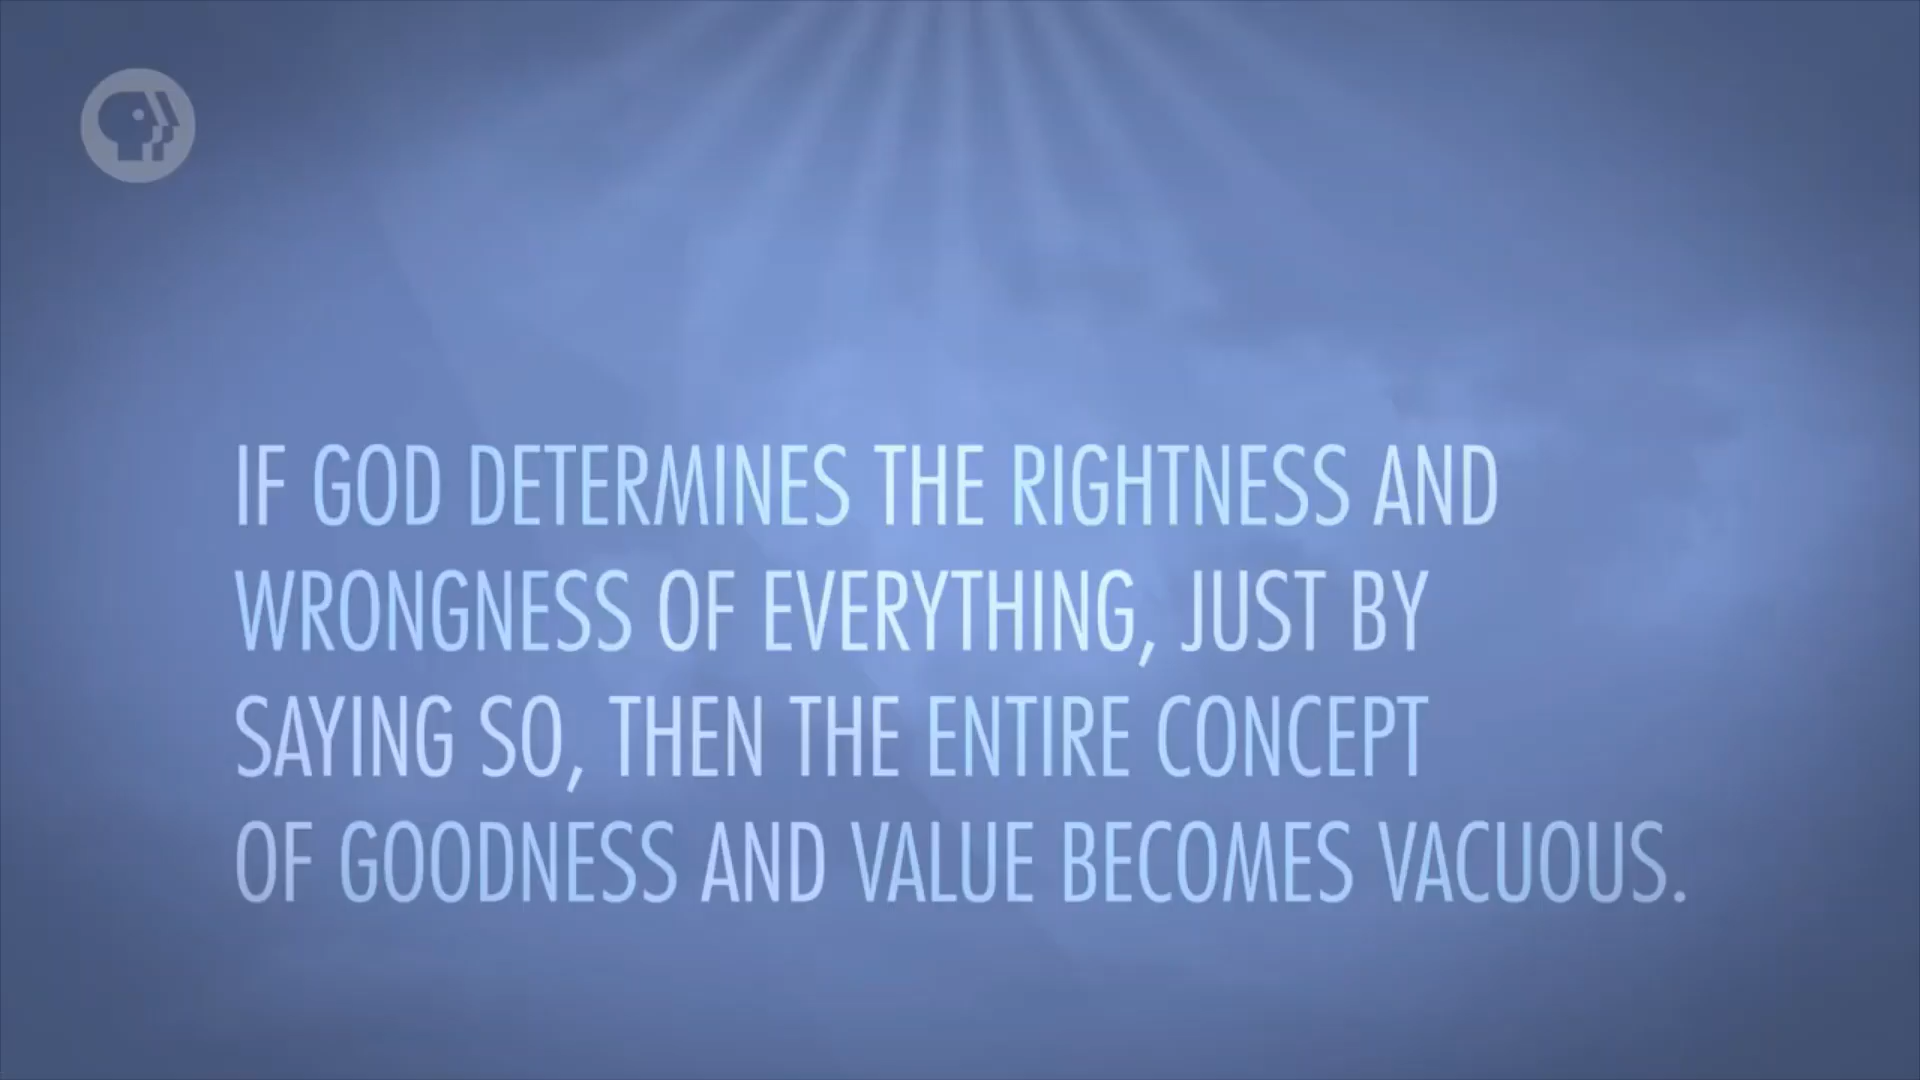 IF GOD DETERMINES THE RIGHTNESS AND
WRONGNESS OF EVERYTHING, JUST BY
SAYING SO, THEN THE ENTIRE CONCEPT
OF GOODNESS AND VALUE BECOMES VACUOUS.